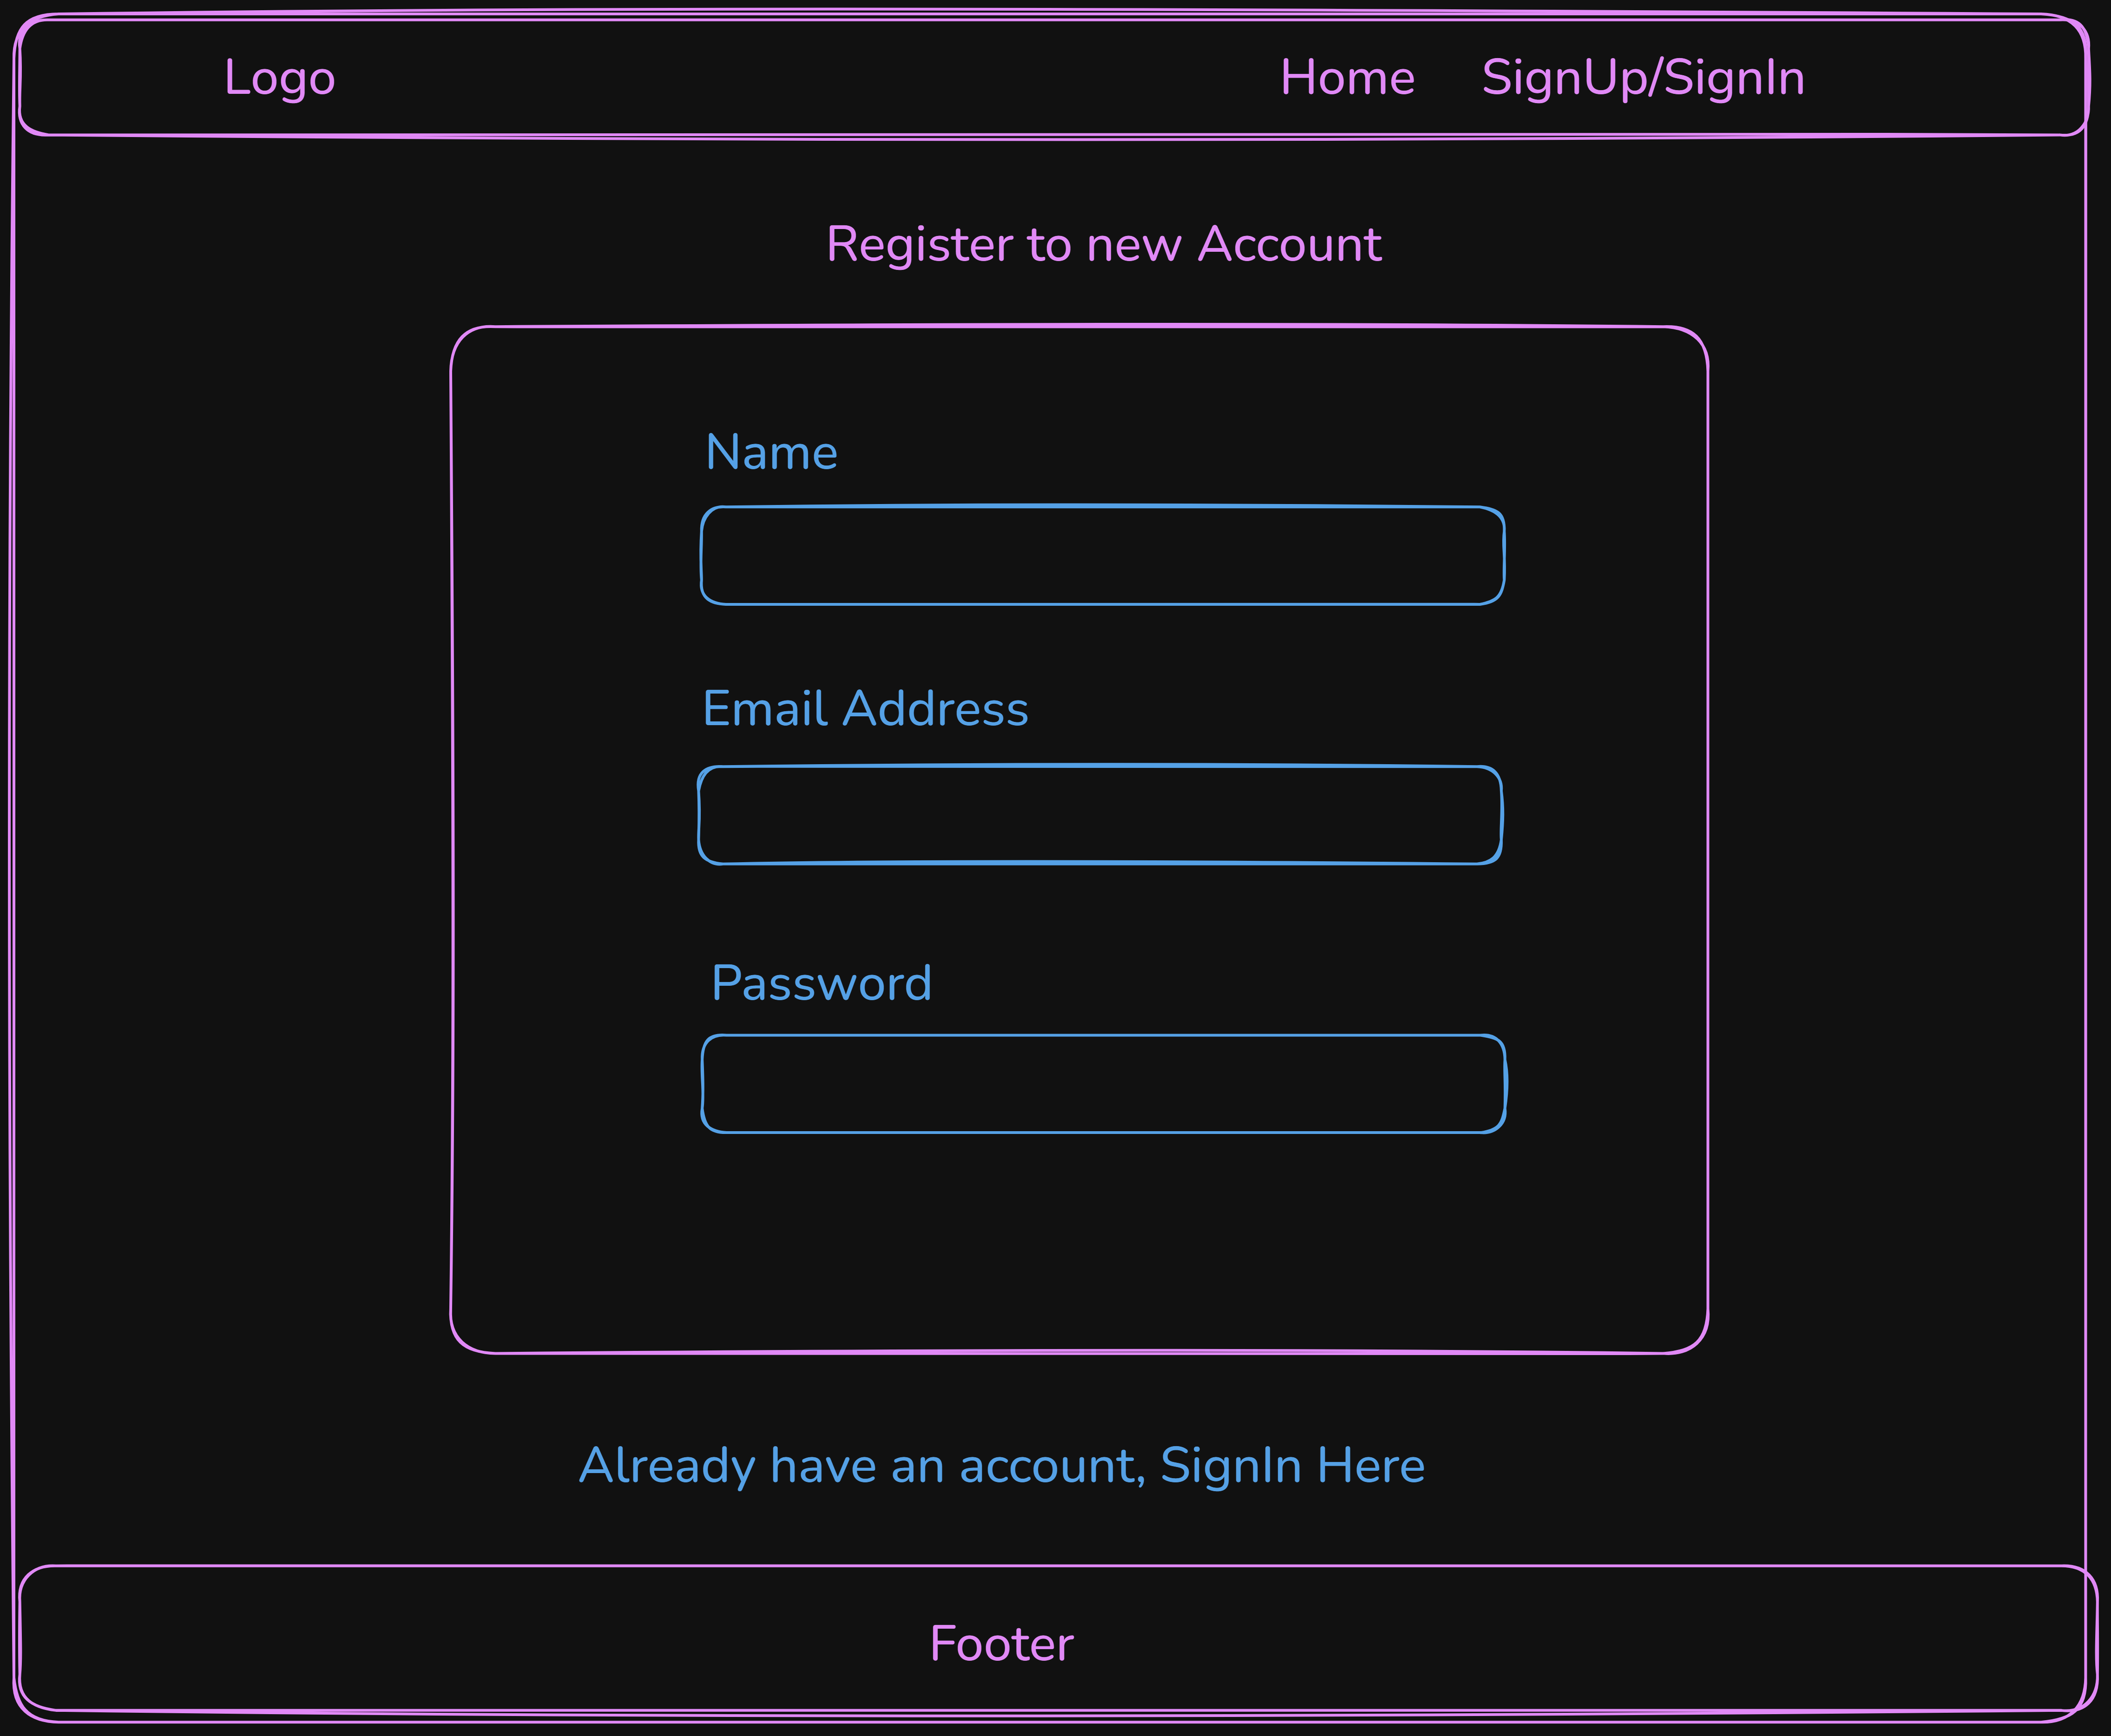 Logo Home SignUp/SignIn
Register to new Account
Name
Email Address
Password
Already have an account, SignIn Here
Footer